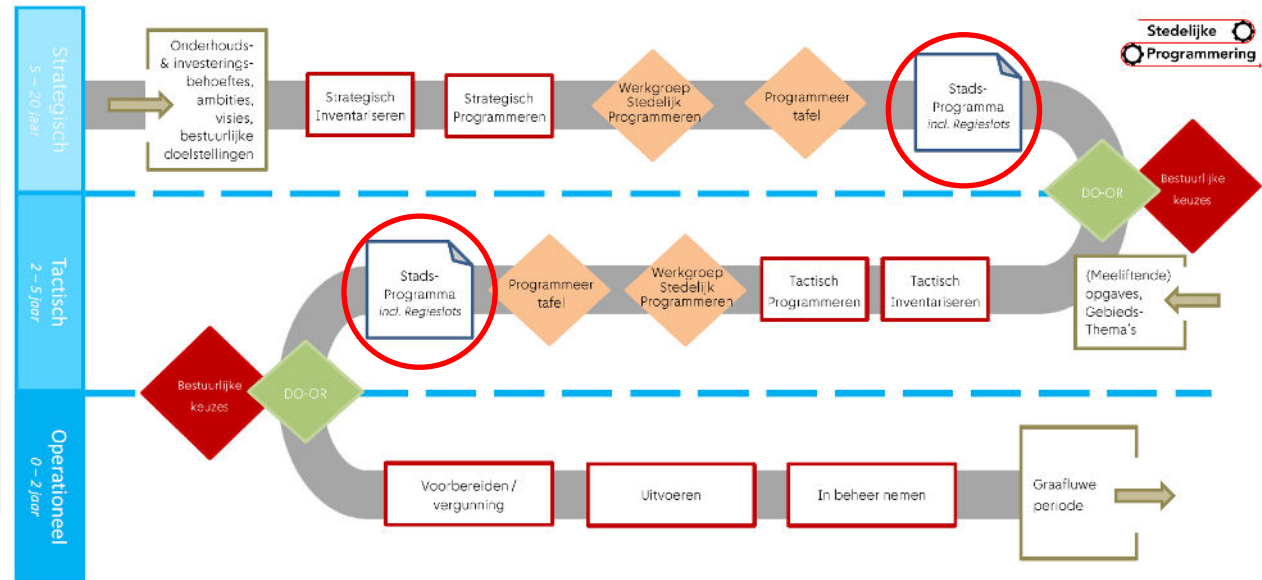 Stedelijke
Programmering
Strategisch
5 – 20 jaar
Onderhouds-
& investerings-
behoeftes,
ambities,
visies,
bestuurlijke
doelstellingen
Strategisch
Inventariseren
Strategisch
Programmeren
Werkgroep
Stedelijk
Programmeren
Programmeer
tafel
Stads-
Programma
incl. Regieslots
DO-OR
Bestuurlijke
keuzes
Tactisch
2 – 5 jaar
(Meeliftende)
opgaves,
Gebieds-
Thema's
Tactisch
Inventariseren
Tactisch
Programmeren
Werkgroep
Stedelijk
Programmeren
Programmeer
tafel
Stads-
Programma
incl. Regieslots
DO-OR
Bestuurlijke
keuzes
Operationeel
0 – 2 jaar
Voorbereiden /
vergunning
Uitvoeren
In beheer nemen
Graafluwe
periode